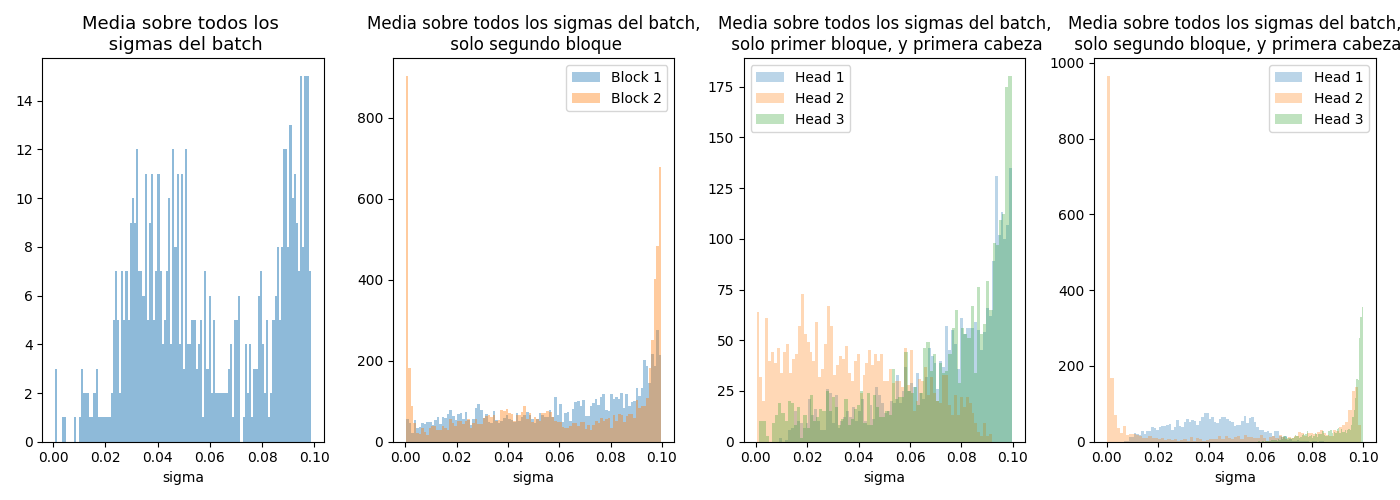 Media sobre todos los
sigmas del batch
14
12
10
8
6
4
2
0
0.00 0.02 0.04 0.06 0.08 0.10
sigma
Media sobre todos los sigmas del batch,
solo segundo bloque
Block 1
Block 2
800
600
400
200
0
0.00 0.02 0.04 0.06 0.08 0.10
sigma
Media sobre todos los sigmas del batch,
solo primer bloque, y primera cabeza
Head 1
Head 2
Head 3
175
150
125
100
75
50
25
0
0.00 0.02 0.04 0.06 0.08 0.10
sigma
Media sobre todos los sigmas del batch,
solo segundo bloque, y primera cabeza
Head 1
Head 2
Head 3
1000
800
600
400
200
0
0.00 0.02 0.04 0.06 0.08 0.10
sigma